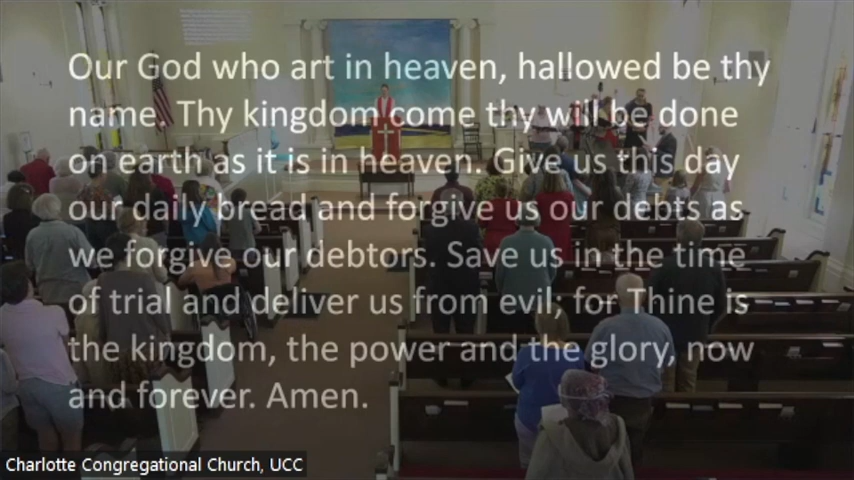 Our God who art in heaven, hallowed be thy
name. Thy kingdom come thy will be done
on earth as it is in heaven. Give us this day
our daily bread and forgive us our debts as
we forgive our debtors. Save us in the time
of trial and deliver us from evil; for Thine is
the kingdom, the power and the glory, now
and forever. Amen.
Charlotte Congregational Church, UCC